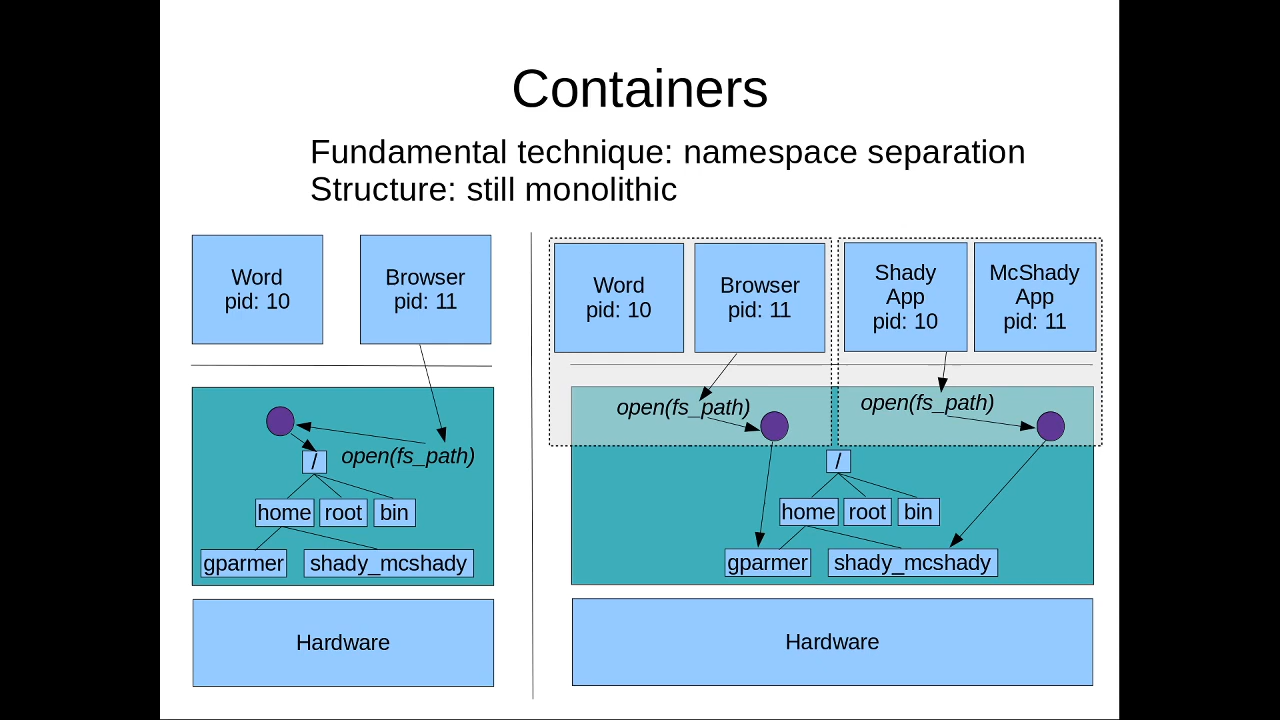 Containers
Fundamental technique: namespace separation
Structure: still monolithic
Word
pid: 10
Browser
pid: 11
open(fs_path)
/
home
root
bin
gparmer
shady_mcshady
Hardware
Word
pid: 10
Browser
pid: 11
Shady
App
pid: 10
McShady
App
pid: 11
open(fs_path)
open(fs_path)
/
home
root
bin
gparmer
shady_mcshady
Hardware